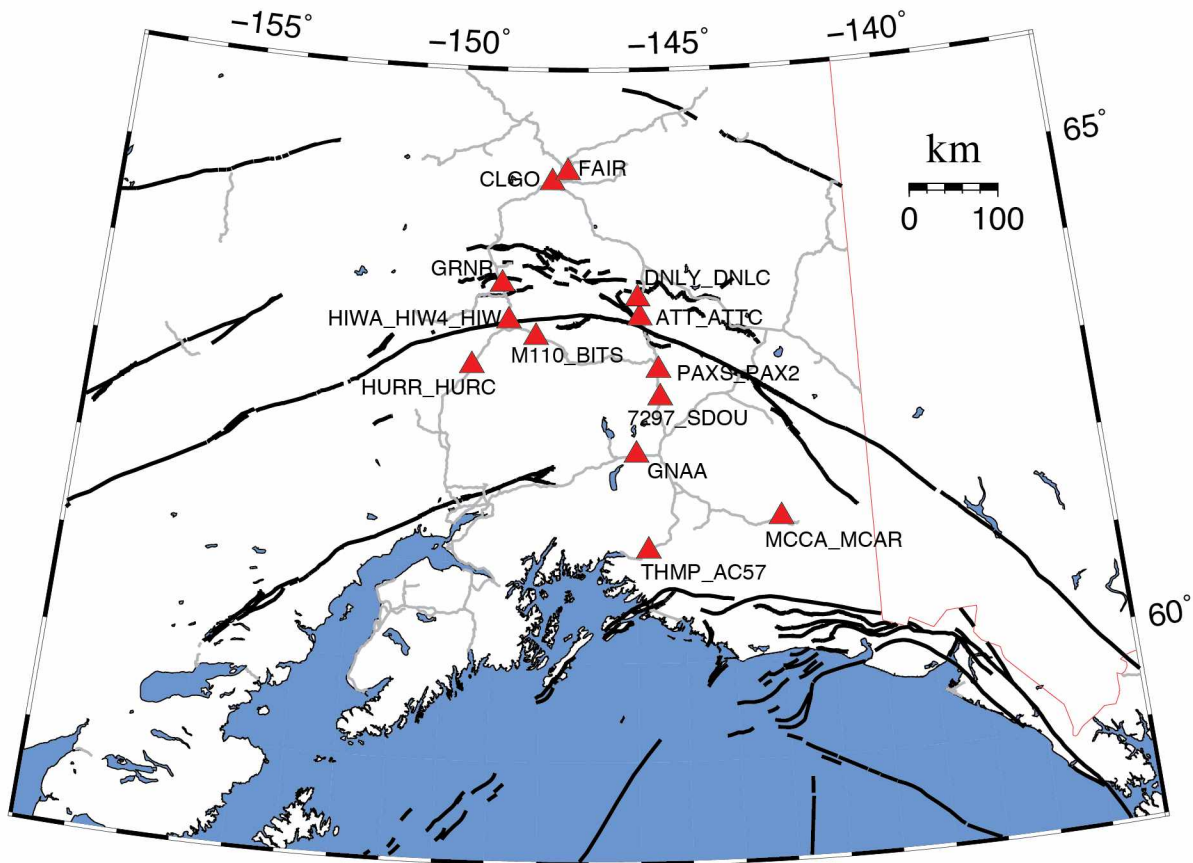 −155°
−150°
−145°
−140°
65°
km
0 100
FAIR
CLGO
GRNR
DNLY_DNLC
HIWA_HIW4_HIW
ATT_ATTC
M110_BITS
HURR_HURC
PAXS_PAX2
7297_SDOU
GNAA
MCCA_MCAR
THMP_AC57
60°